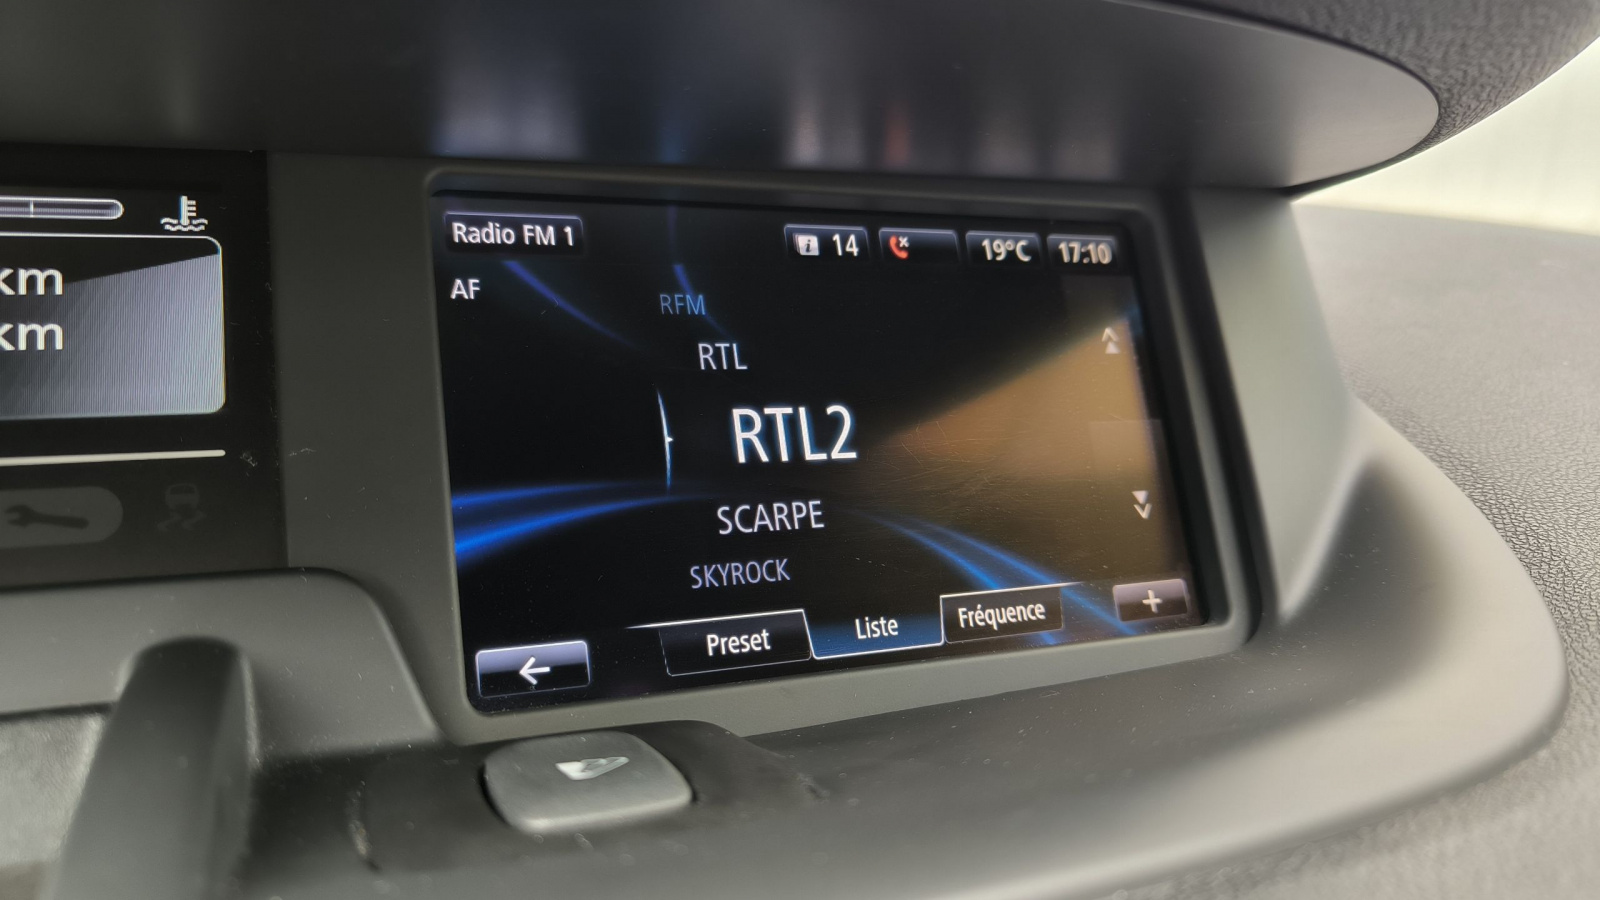 km
km
Radio FM 1
14
19°C
17:10
AF
RFM
RTL
RTL2
SCARPE
SKYROCK
Preset
Liste
Fréquence
+